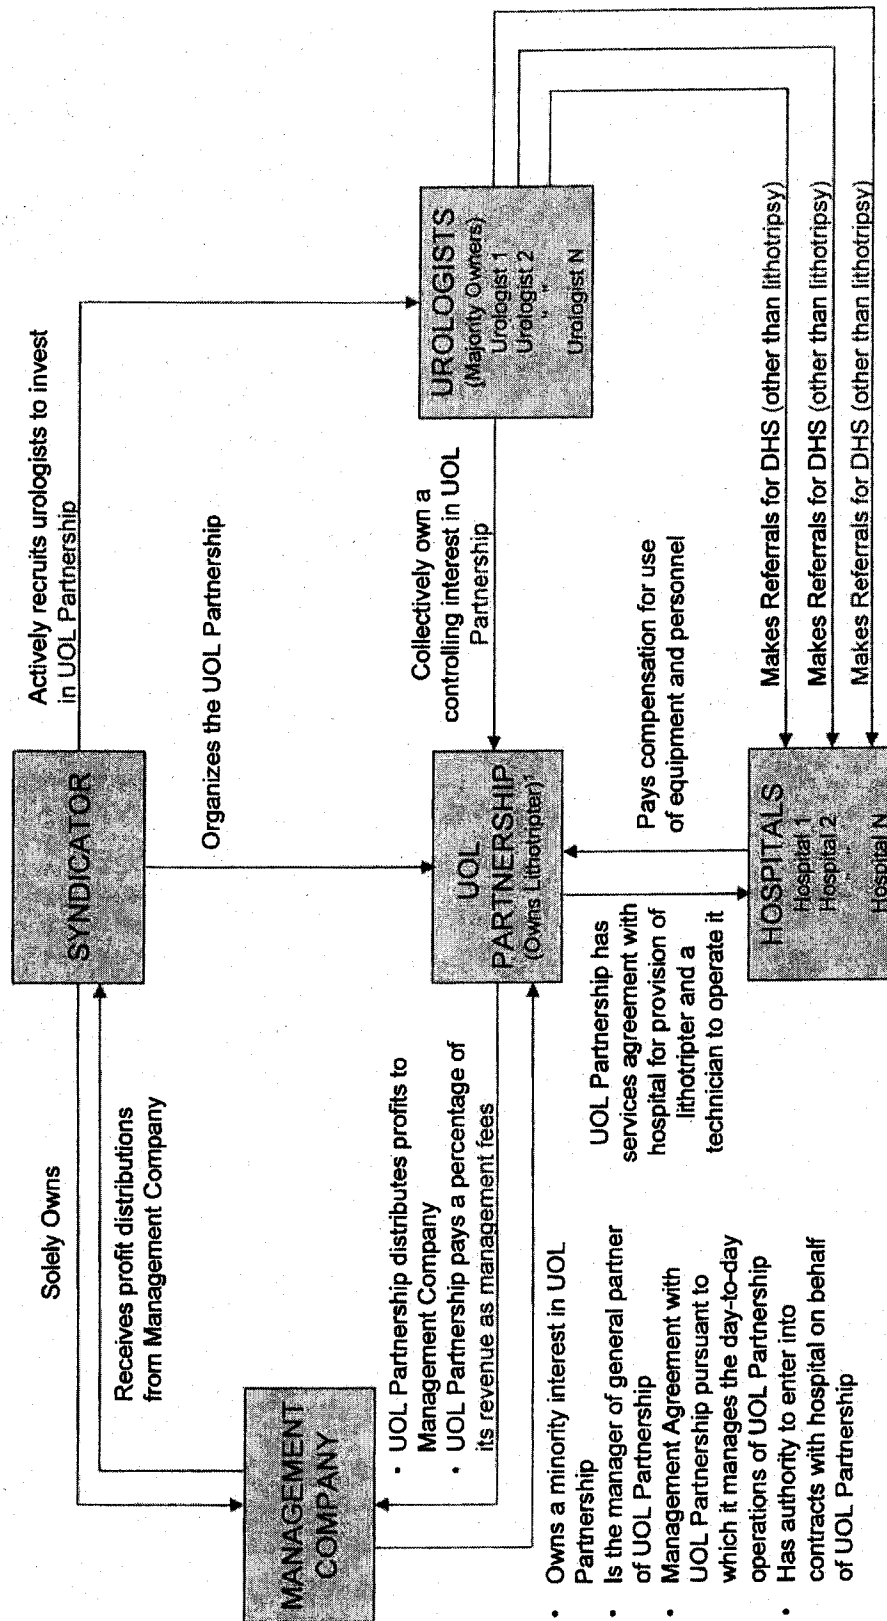 SYNDICATOR
Solely Owns
Receives profit distributions
from Management Company
Actively recruits urologists to invest
in UOL Partnership
Organizes the UOL Partnership
MANAGEMENT
COMPANY
• UOL Partnership distributes profits to
Management Company
• UOL Partnership pays a percentage of
its revenue as management fees
UOL
PARTNERSHIP
(Owns Lithotripter)¹
Collectively own a
controlling interest in UOL
Partnership
UROLOGISTS
(Majority Owners)
Urologist 1
Urologist 2
" "
Urologist N
• Owns a minority interest in UOL
Partnership
• Is the manager of general partner
of UOL Partnership
• Management Agreement with
UOL Partnership pursuant to
which it manages the day-to-day
operations of UOL Partnership
• Has authority to enter into
contracts with hospital on behalf
of UOL Partnership
UOL Partnership has
services agreement with
hospital for provision of
lithotripter and a
technician to operate it
Pays compensation for use
of equipment and personnel
HOSPITALS
Hospital 1
Hospital 2
" "
Hospital N
Makes Referrals for DHS (other than lithotripsy)
Makes Referrals for DHS (other than lithotripsy)
Makes Referrals for DHS (other than lithotripsy)